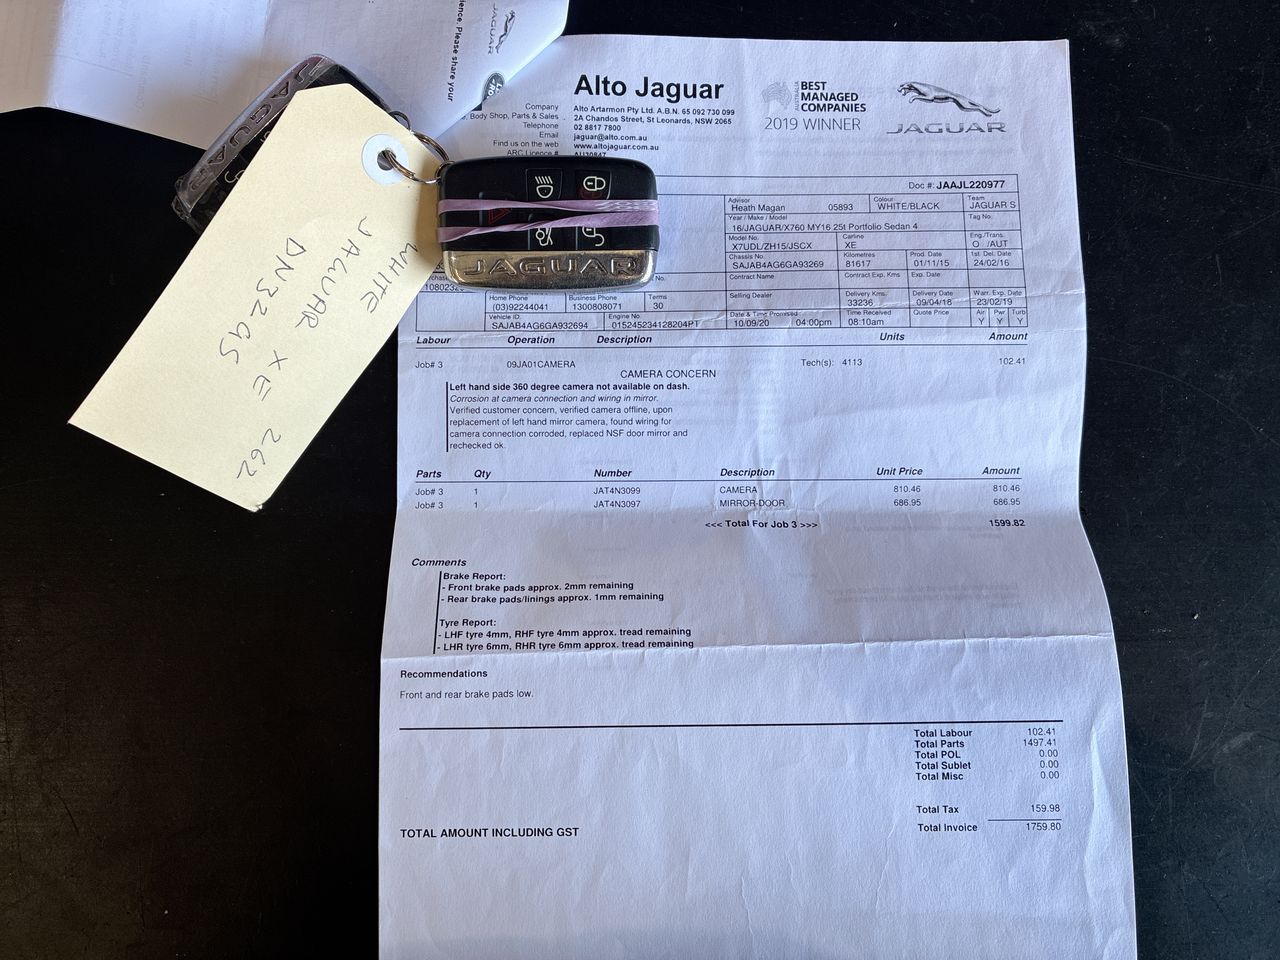 ience. Please share your
JAGUAR
Alto Jaguar
Company
Alto Artarmon Pty Ltd. A.B.N. 65 092 730 099
Body Shop, Parts & Sales
2A Chandos Street, St Leonards, NSW 2065
Telephone
02 8817 7800
Email
jaguar@alto.com.au
Find us on the web
www.altojaguar.com.au
ARC Licence #
AU30847
AUSTRALIA
BEST MANAGED COMPANIES
2019 WINNER
JAGUAR
JAGUAR
JAGUAR
WHITE
JAGUAR XE 262
DN32QS
Doc #: JAAJL220977
Advisor
Heath Magan 05893
Colour
WHITE/BLACK
Team
JAGUAR S
Year / Make / Model
16/JAGUAR/X760 MY16 25t Portfolio Sedan 4
Tag No.
Model No.
X7UDL/ZH15/JSCX
Carline
XE
Eng./Trans.
O /AUT
Chassis No.
SAJAB4AG6GA93269
Kilometres
81617
Prod. Date
01/11/15
1st. Del. Date
24/02/16
No.
Contract Name
Contract Exp. Kms
Exp. Date
Home Phone
(03)92244041
Business Phone
1300808071
Terms
30
Selling Dealer
Delivery Kms.
33236
Delivery Date
09/04/18
Warr. Exp. Date
23/02/19
Vehicle ID.
SAJAB4AG6GA932694
Engine No.
015245234128204PT
Date & Time Promised
10/09/20 04:00pm
Time Received
08:10am
Quote Price
Air Pwr Turb
Y Y Y
Labour Operation Description Units Amount
Job# 3 09JA01CAMERA Tech(s): 4113 102.41
CAMERA CONCERN
Left hand side 360 degree camera not available on dash.
Corrosion at camera connection and wiring in mirror.
Verified customer concern, verified camera offline, upon
replacement of left hand mirror camera, found wiring for
camera connection corroded, replaced NSF door mirror and
rechecked ok.
Parts Qty Number Description Unit Price Amount
Job# 3 1 JAT4N3099 CAMERA 810.46 810.46
Job# 3 1 JAT4N3097 MIRROR-DOOR 686.95 686.95
<<< Total For Job 3 >>> 1599.82
Comments
Brake Report:
- Front brake pads approx. 2mm remaining
- Rear brake pads/linings approx. 1mm remaining
Tyre Report:
- LHF tyre 4mm, RHF tyre 4mm approx. tread remaining
- LHR tyre 6mm, RHR tyre 6mm approx. tread remaining
Recommendations
Front and rear brake pads low.
Total Labour 102.41
Total Parts 1497.41
Total POL 0.00
Total Sublet 0.00
Total Misc 0.00
Total Tax 159.98
TOTAL AMOUNT INCLUDING GST
Total Invoice 1759.80